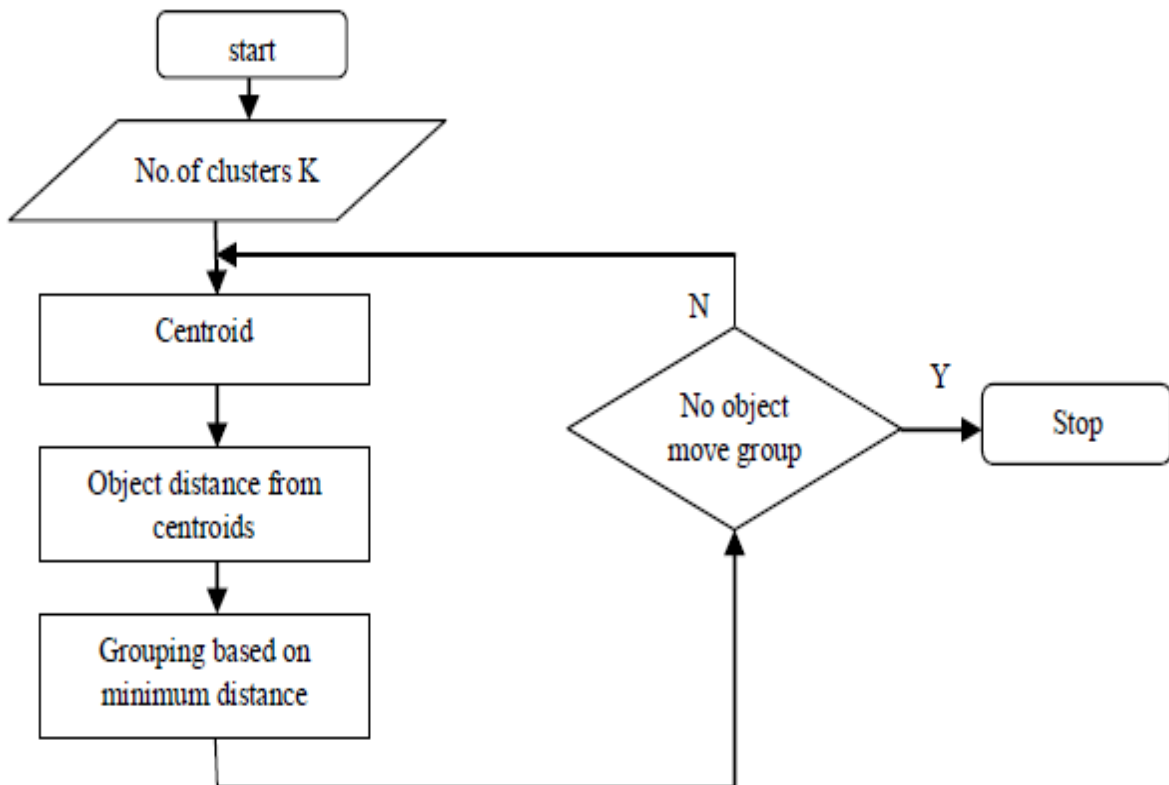 start
No.of clusters K
Centroid
Object distance from
centroids
Grouping based on
minimum distance
N
No object
move group
Y
Stop